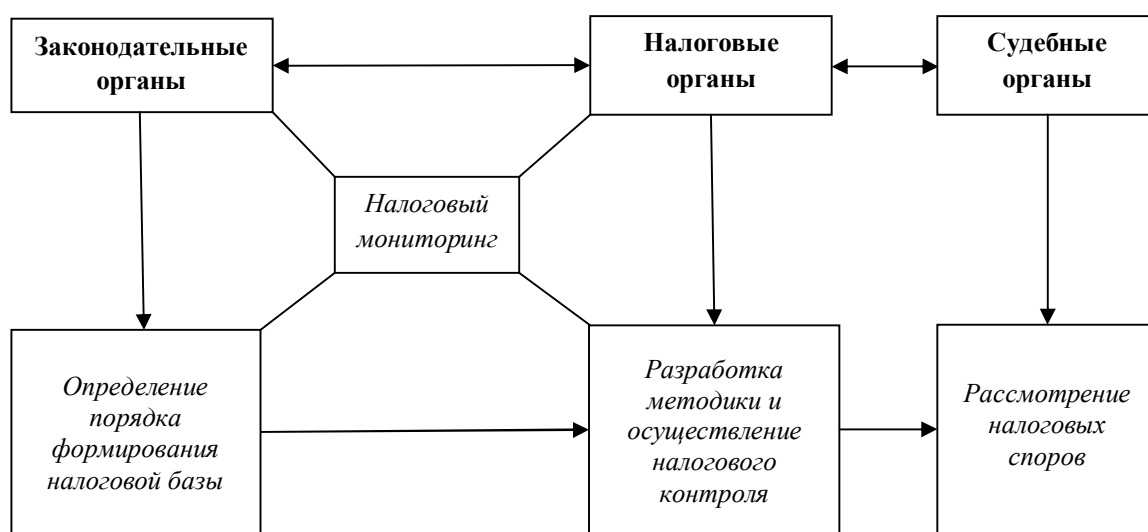 Законодательные
органы
Налоговые
органы
Судебные
органы
Налоговый
мониторинг
Определение
порядка
формирования
налоговой базы
Разработка
методики и
осуществление
налогового
контроля
Рассмотрение
налоговых
споров